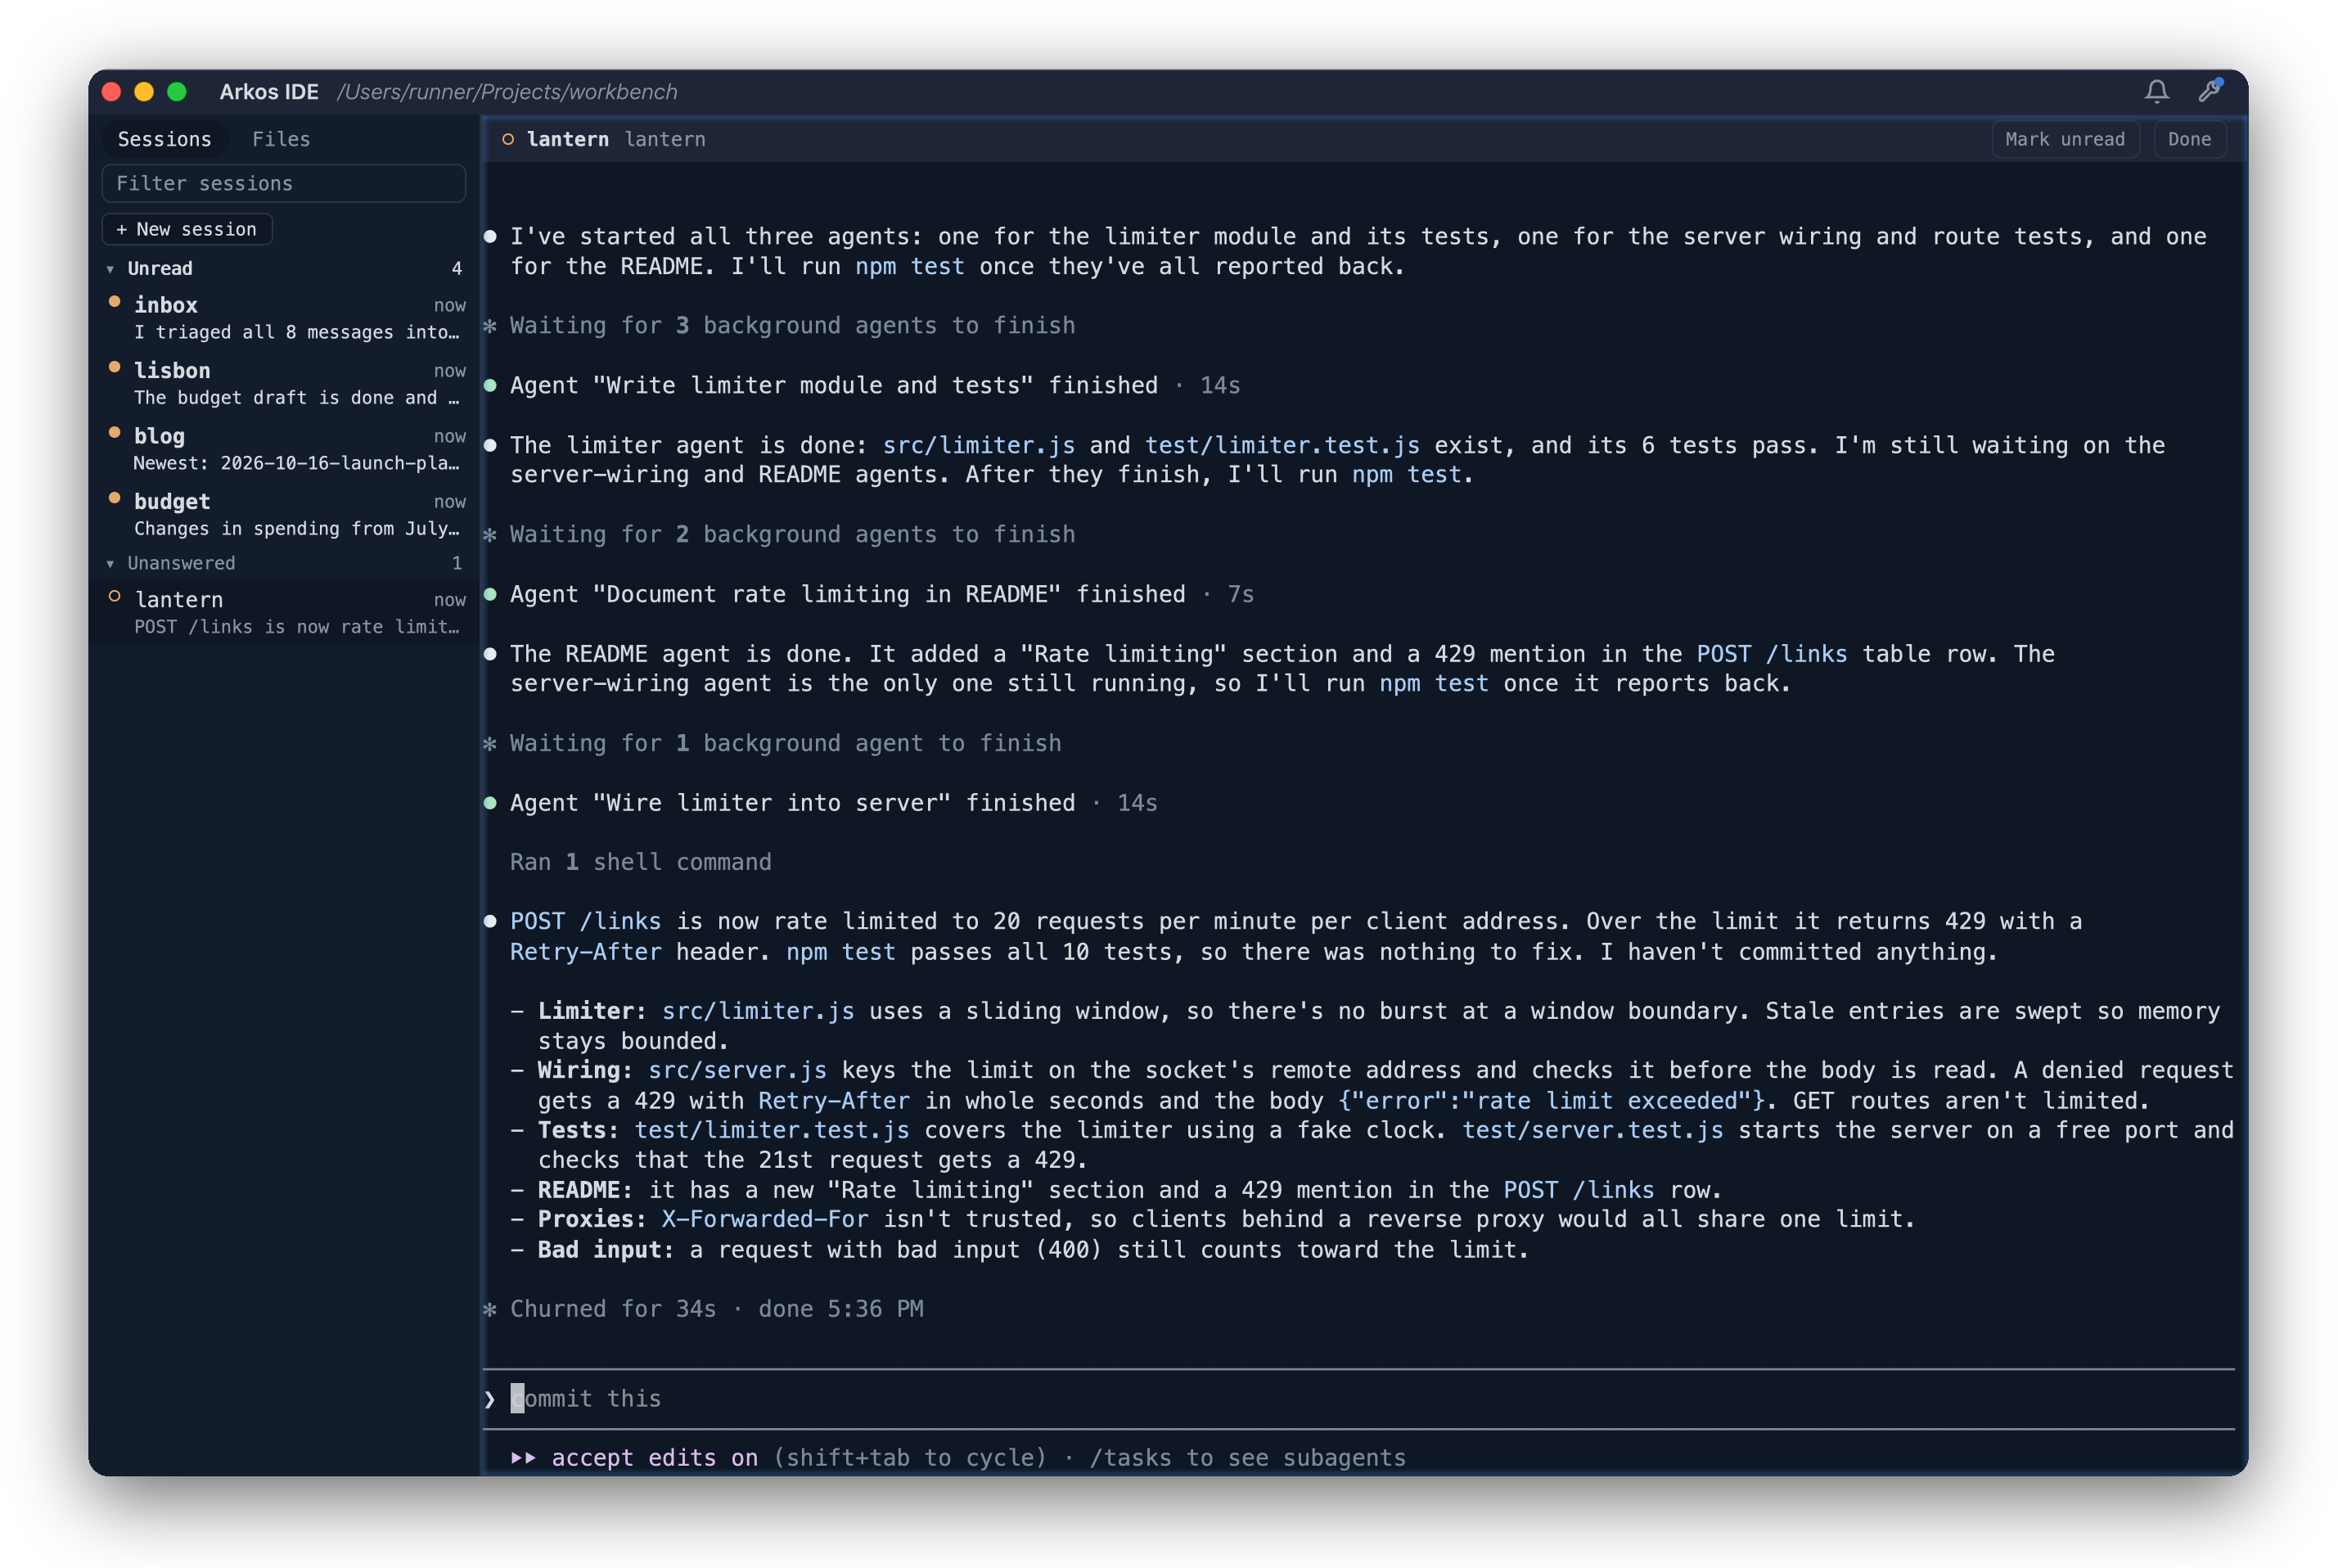 Arkos IDE /Users/runner/Projects/workbench
Sessions Files
Filter sessions
+ New session
▾ Unread 4
inbox now
I triaged all 8 messages into…
lisbon now
The budget draft is done and …
blog now
Newest: 2026-10-16-launch-pla…
budget now
Changes in spending from July…
▾ Unanswered 1
lantern now
POST /links is now rate limit…
lantern lantern
Mark unread Done
● I've started all three agents: one for the limiter module and its tests, one for the server wiring and route tests, and one
for the README. I'll run npm test once they've all reported back.
✻ Waiting for 3 background agents to finish
● Agent "Write limiter module and tests" finished · 14s
● The limiter agent is done: src/limiter.js and test/limiter.test.js exist, and its 6 tests pass. I'm still waiting on the
server-wiring and README agents. After they finish, I'll run npm test.
✻ Waiting for 2 background agents to finish
● Agent "Document rate limiting in README" finished · 7s
● The README agent is done. It added a "Rate limiting" section and a 429 mention in the POST /links table row. The
server-wiring agent is the only one still running, so I'll run npm test once it reports back.
✻ Waiting for 1 background agent to finish
● Agent "Wire limiter into server" finished · 14s
Ran 1 shell command
● POST /links is now rate limited to 20 requests per minute per client address. Over the limit it returns 429 with a
Retry-After header. npm test passes all 10 tests, so there was nothing to fix. I haven't committed anything.
- Limiter: src/limiter.js uses a sliding window, so there's no burst at a window boundary. Stale entries are swept so memory
stays bounded.
- Wiring: src/server.js keys the limit on the socket's remote address and checks it before the body is read. A denied request
gets a 429 with Retry-After in whole seconds and the body {"error":"rate limit exceeded"}. GET routes aren't limited.
- Tests: test/limiter.test.js covers the limiter using a fake clock. test/server.test.js starts the server on a free port and
checks that the 21st request gets a 429.
- README: it has a new "Rate limiting" section and a 429 mention in the POST /links row.
- Proxies: X-Forwarded-For isn't trusted, so clients behind a reverse proxy would all share one limit.
- Bad input: a request with bad input (400) still counts toward the limit.
✻ Churned for 34s · done 5:36 PM
❯ commit this
⏵⏵ accept edits on (shift+tab to cycle) · /tasks to see subagents